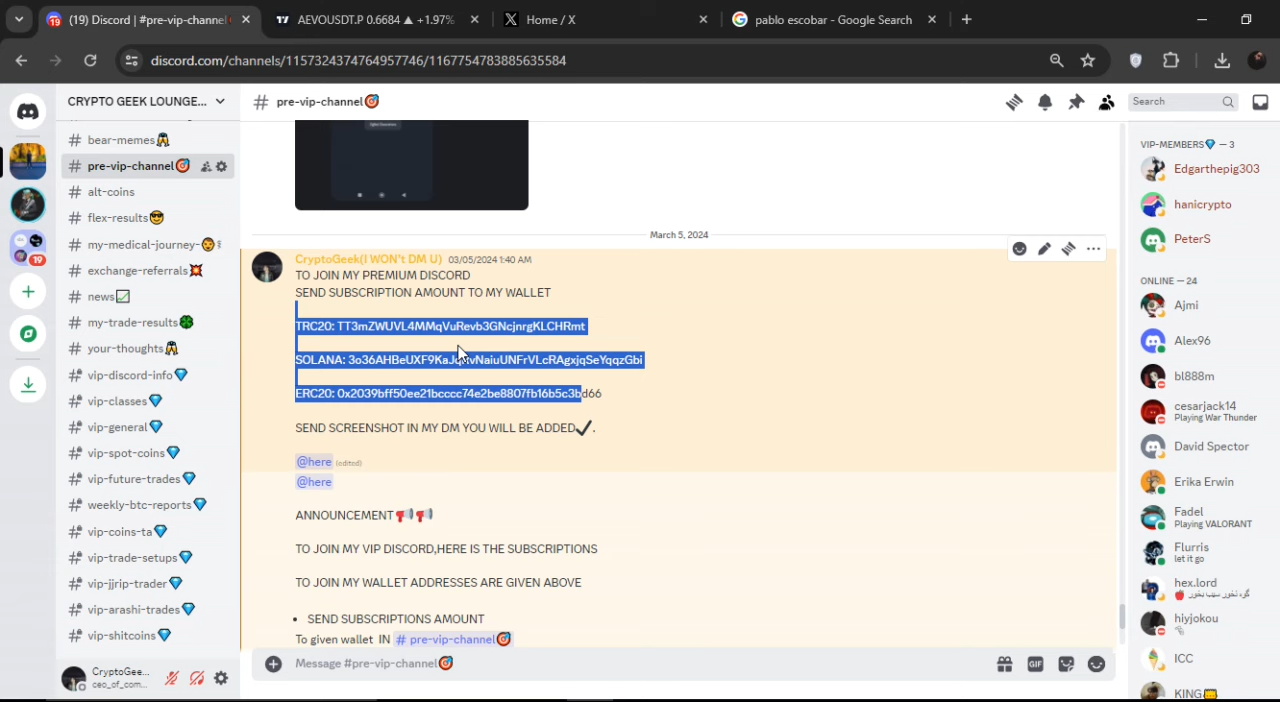 (19) Discord | #pre-vip-channel
AEVOUSDT.P 0.6684 ▲ +1.97%
Home / X
pablo escobar - Google Search
discord.com/channels/1157324374764957746/1167754783885635584
CRYPTO GEEK LOUNGE...
# bear-memes
# pre-vip-channel🎯
# alt-coins
# flex-results😎
# my-medical-journey-
# exchange-referrals💥
# news
# my-trade-results🍀
# your-thoughts
# vip-discord-info💎
# vip-classes💎
# vip-general💎
# vip-spot-coins💎
# vip-future-trades💎
# weekly-btc-reports💎
# vip-coins-ta💎
# vip-trade-setups💎
# vip-jjrip-trader💎
# vip-arashi-trades💎
# vip-shitcoins💎
19
CryptoGee...
ceo_of_com...
# pre-vip-channel🎯
Search
March 5, 2024
CryptoGeek(I WON't DM U) 03/05/2024 1:40 AM
TO JOIN MY PREMIUM DISCORD
SEND SUBSCRIPTION AMOUNT TO MY WALLET
TRC20: TT3mZWUVL4MMqVuRevb3GNcjnrgKLCHRmt
SOLANA:
ERC20: 0x2039bff50ee21bcccc74e2be8807fb16b5c3bd66
SEND SCREENSHOT IN MY DM YOU WILL BE ADDED✔.
@here (edited)
@here
ANNOUNCEMENT📢📢
TO JOIN MY VIP DISCORD,HERE IS THE SUBSCRIPTIONS
TO JOIN MY WALLET ADDRESSES ARE GIVEN ABOVE
• SEND SUBSCRIPTIONS AMOUNT
To given wallet IN # pre-vip-channel🎯
Message #pre-vip-channel🎯
GIF
VIP-MEMBERS💎 — 3
Edgarthepig303
hanicrypto
PeterS
ONLINE — 24
Ajmi
Alex96
bl888m
cesarjack14
Playing War Thunder
David Spector
Erika Erwin
Fadel
Playing VALORANT
Flurris
let it go
hex.lord
hiyjokou
ICC
KING